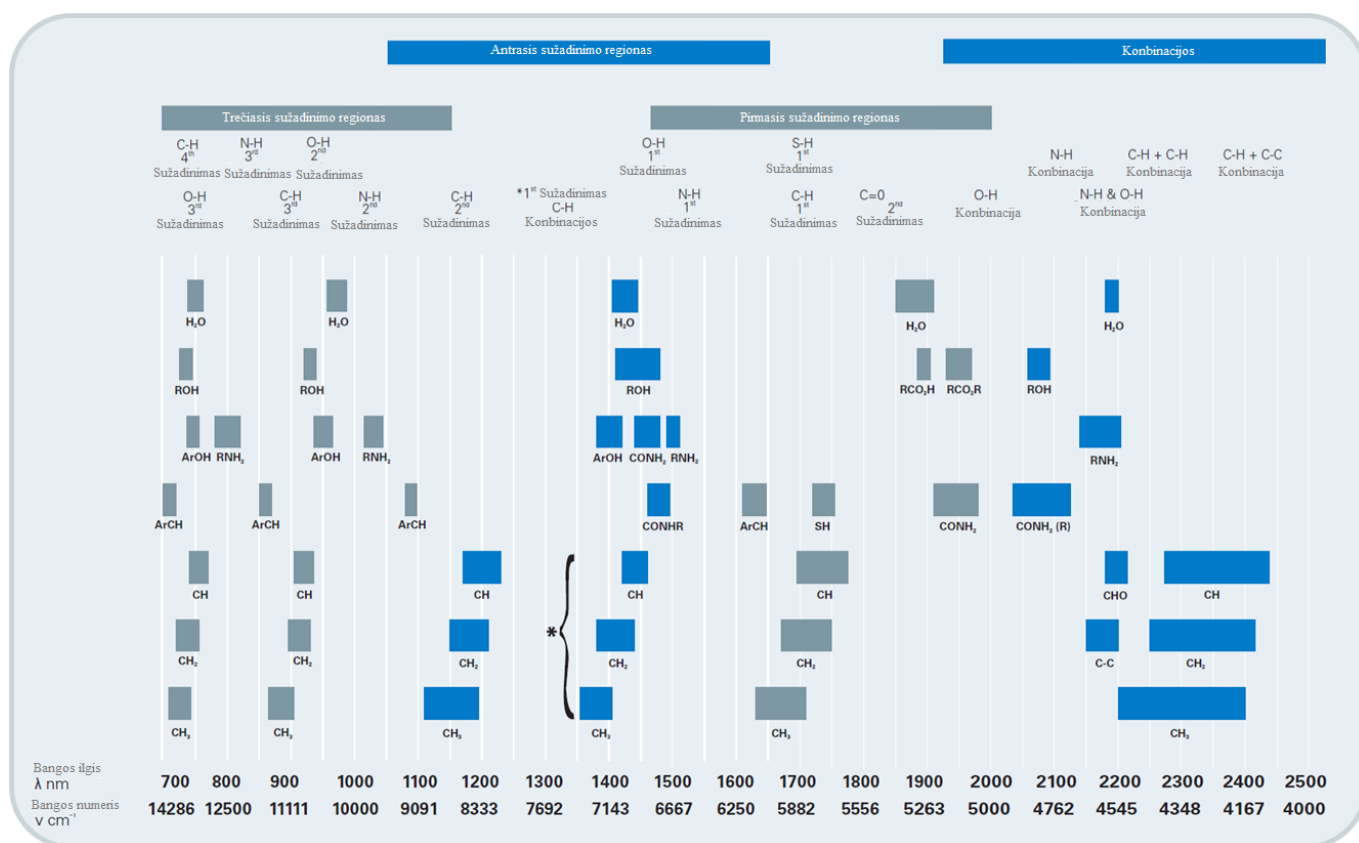 Antrasis sužadinimo regionas
Konbinacijos
Trečiasis sužadinimo regionas
Pirmasis sužadinimo regionas
C-H
4th
Sužadinimas
N-H
3rd
Sužadinimas
O-H
2nd
Sužadinimas
O-H
1st
Sužadinimas
S-H
1st
Sužadinimas
N-H
Konbinacija
C-H + C-H
Konbinacija
C-H + C-C
Konbinacija
O-H
3rd
Sužadinimas
C-H
3rd
Sužadinimas
N-H
2nd
Sužadinimas
C-H
2nd
Sužadinimas
*1st Sužadinimas
C-H
Konbinacijos
N-H
1st
Sužadinimas
C-H
1st
Sužadinimas
C=0
2nd
Sužadinimas
O-H
Konbinacija
N-H & O-H
Konbinacija
H₂O H₂O H₂O H₂O H₂O
ROH ROH ROH RCO₂H RCO₂R ROH
ArOH RNH₂ ArOH RNH₂ ArOH CONH₂ RNH₂ RNH₂
ArCH ArCH ArCH CONHR ArCH SH CONH₂ CONH₂ (R)
CH CH CH CH CH CHO CH
*
CH₂ CH₂ CH₂ CH₂ CH₂ C-C CH₂
CH₃ CH₃ CH₃ CH₃ CH₃ CH₃
Bangos ilgis
λ nm 700 800 900 1000 1100 1200 1300 1400 1500 1600 1700 1800 1900 2000 2100 2200 2300 2400 2500
Bangos numeris
ν cm⁻¹ 14286 12500 11111 10000 9091 8333 7692 7143 6667 6250 5882 5556 5263 5000 4762 4545 4348 4167 4000